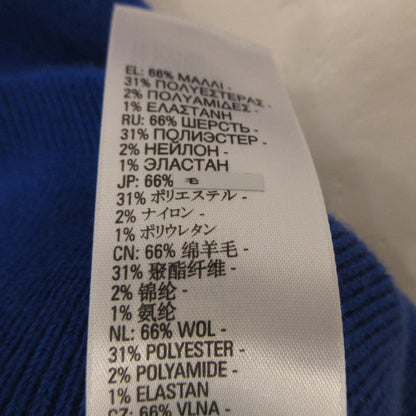 EL: 66% ΜΑΛΛΙ -
31% ΠΟΛΥΕΣΤΕΡΑΣ -
2% ΠΟΛΥΑΜΙΔΕΣ -
1% ΕΛΑΣΤΑΝΗ
RU: 66% ШЕРСТЬ -
31% ПОЛИЭСТЕР -
2% НЕЙЛОН -
1% ЭЛАСТАН
JP: 66%
31% ポリエステル -
2% ナイロン -
1% ポリウレタン
CN: 66% 绵羊毛 -
31% 聚酯纤维 -
2% 锦纶 -
1% 氨纶
NL: 66% WOL -
31% POLYESTER -
2% POLYAMIDE -
1% ELASTAN
CZ: 66% VLNA -